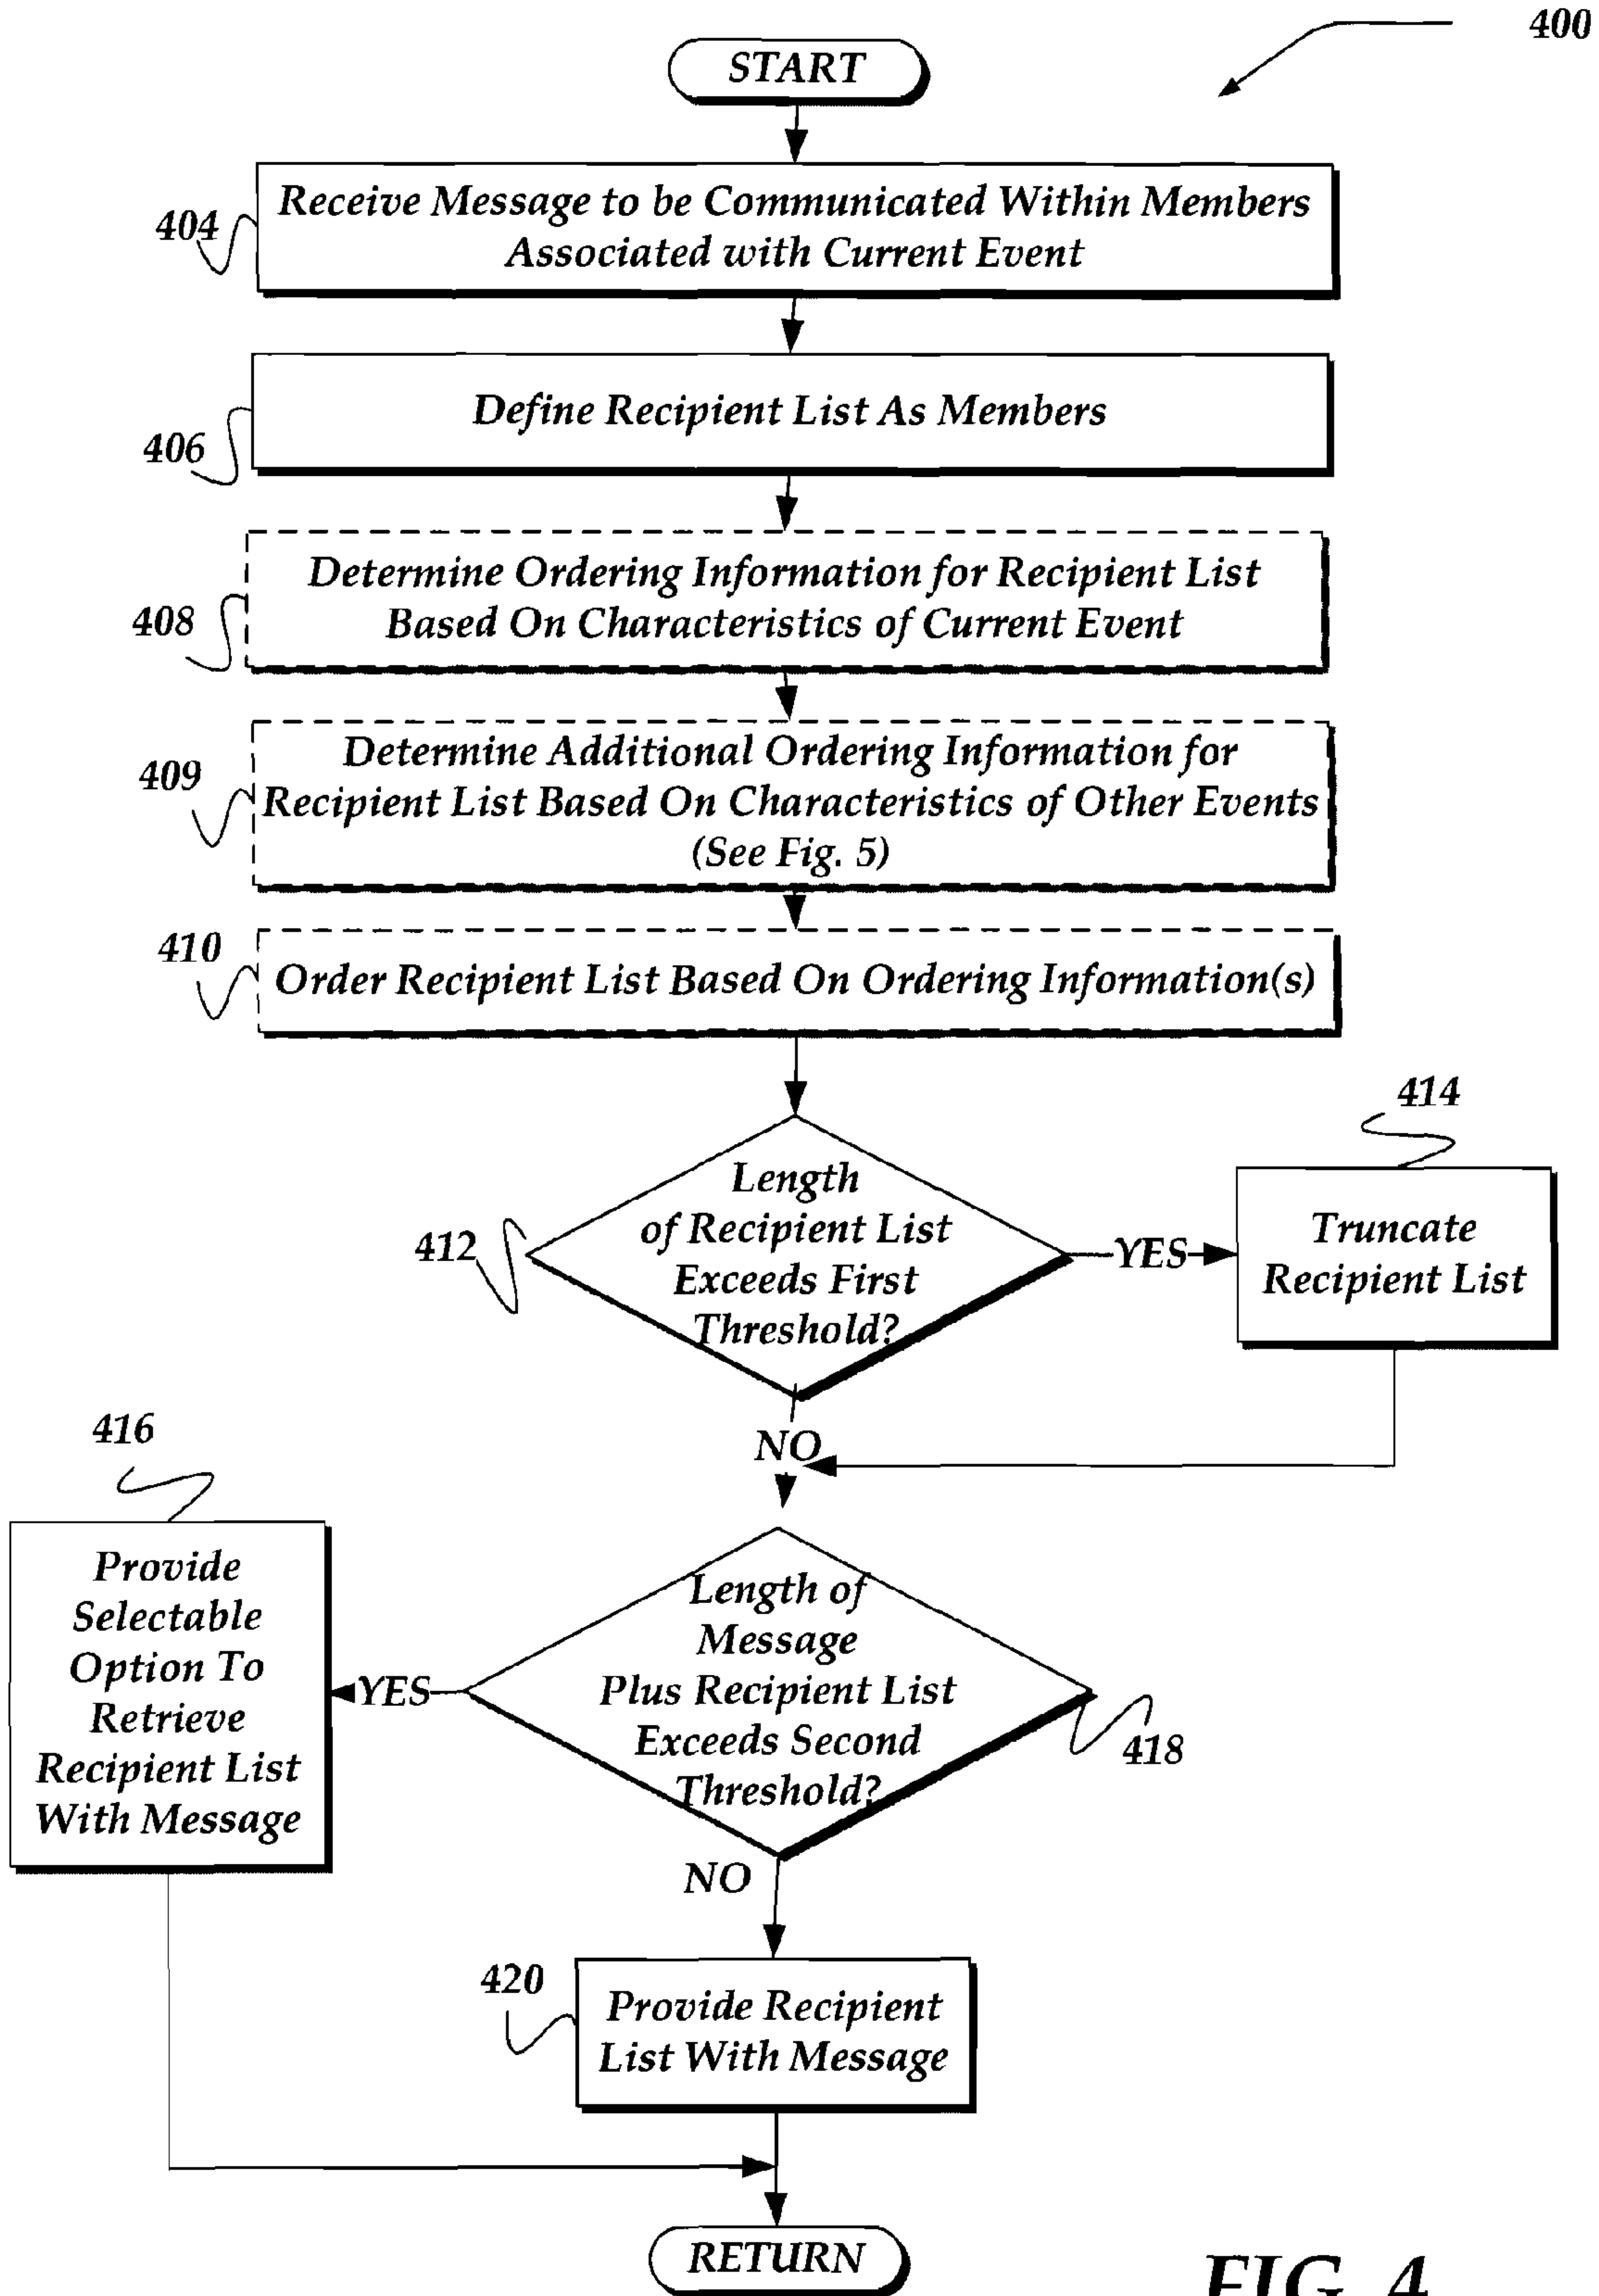 400
START
404
Receive Message to be Communicated Within Members
Associated with Current Event
406
Define Recipient List As Members
408
Determine Ordering Information for Recipient List
Based On Characteristics of Current Event
409
Determine Additional Ordering Information for
Recipient List Based On Characteristics of Other Events
(See Fig. 5)
410
Order Recipient List Based On Ordering Information(s)
412
Length
of Recipient List
Exceeds First
Threshold?
YES
414
Truncate
Recipient List
NO
416
Provide
Selectable
Option To
Retrieve
Recipient List
With Message
YES
Length of
Message
Plus Recipient List
Exceeds Second
Threshold?
418
NO
420
Provide Recipient
List With Message
RETURN
FIG. 4